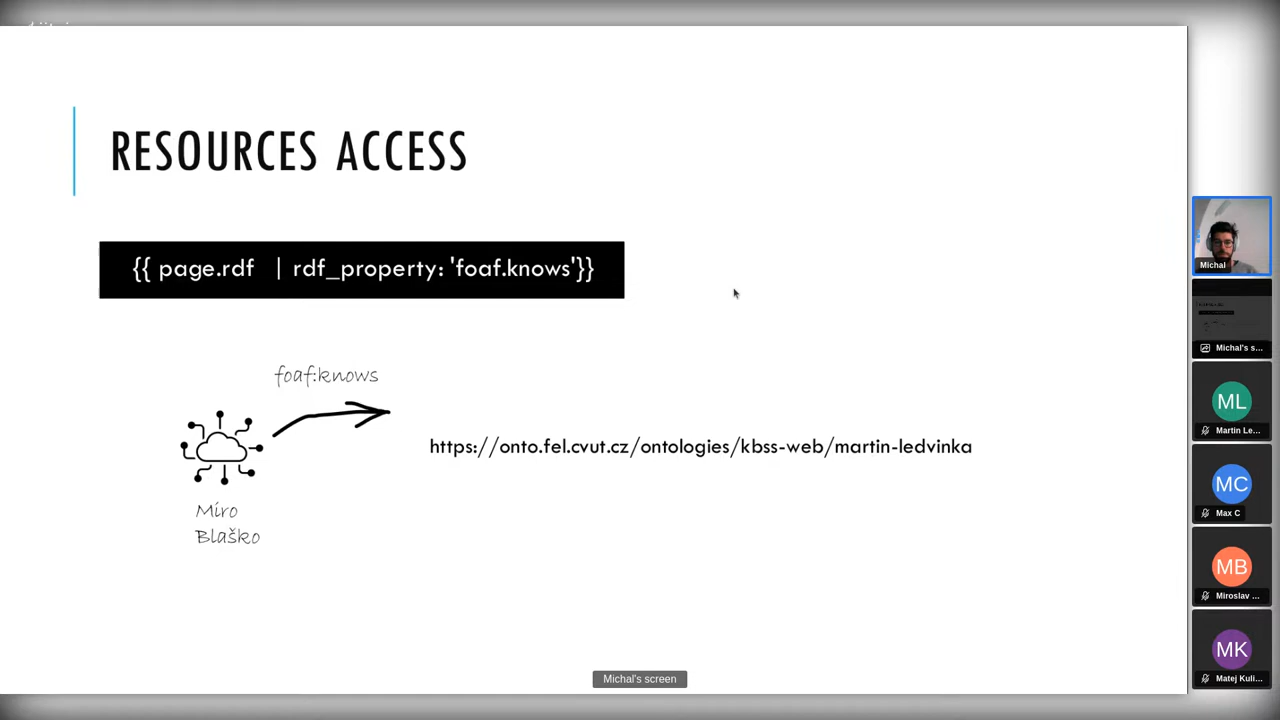 RESOURCES ACCESS
{{ page.rdf | rdf_property: 'foaf.knows'}}
foaf:knows
https://onto.fel.cvut.cz/ontologies/kbss-web/martin-ledvinka
Miro
Blaško
Michal's screen
Michal
Michal's s...
ML
Martin Le...
MC
Max C
MB
Miroslav ...
MK
Matej Kuli...